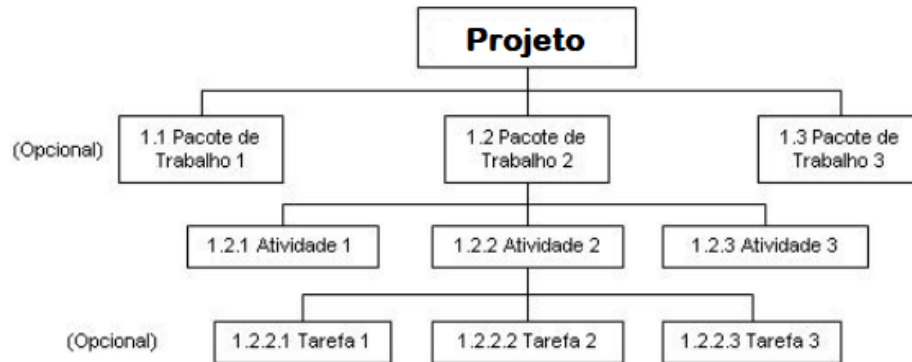 Projeto
(Opcional)
1.1 Pacote de
Trabalho 1
1.2 Pacote de
Trabalho 2
1.3 Pacote de
Trabalho 3
1.2.1 Atividade 1
1.2.2 Atividade 2
1.2.3 Atividade 3
(Opcional)
1.2.2.1 Tarefa 1
1.2.2.2 Tarefa 2
1.2.2.3 Tarefa 3